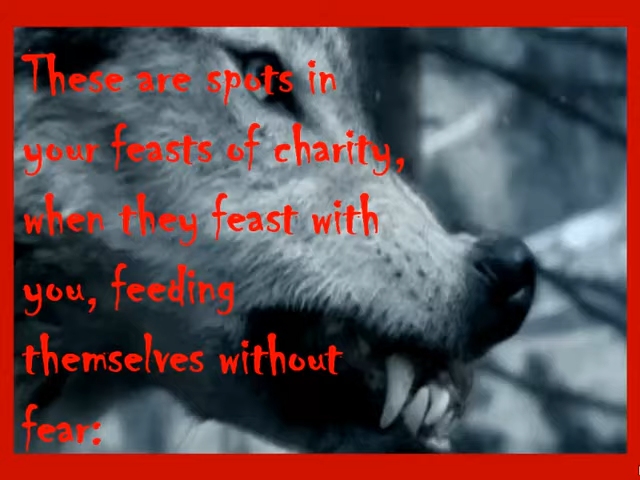 These are spots in
your feasts of charity,
when they feast with
you, feeding
themselves without
fear: